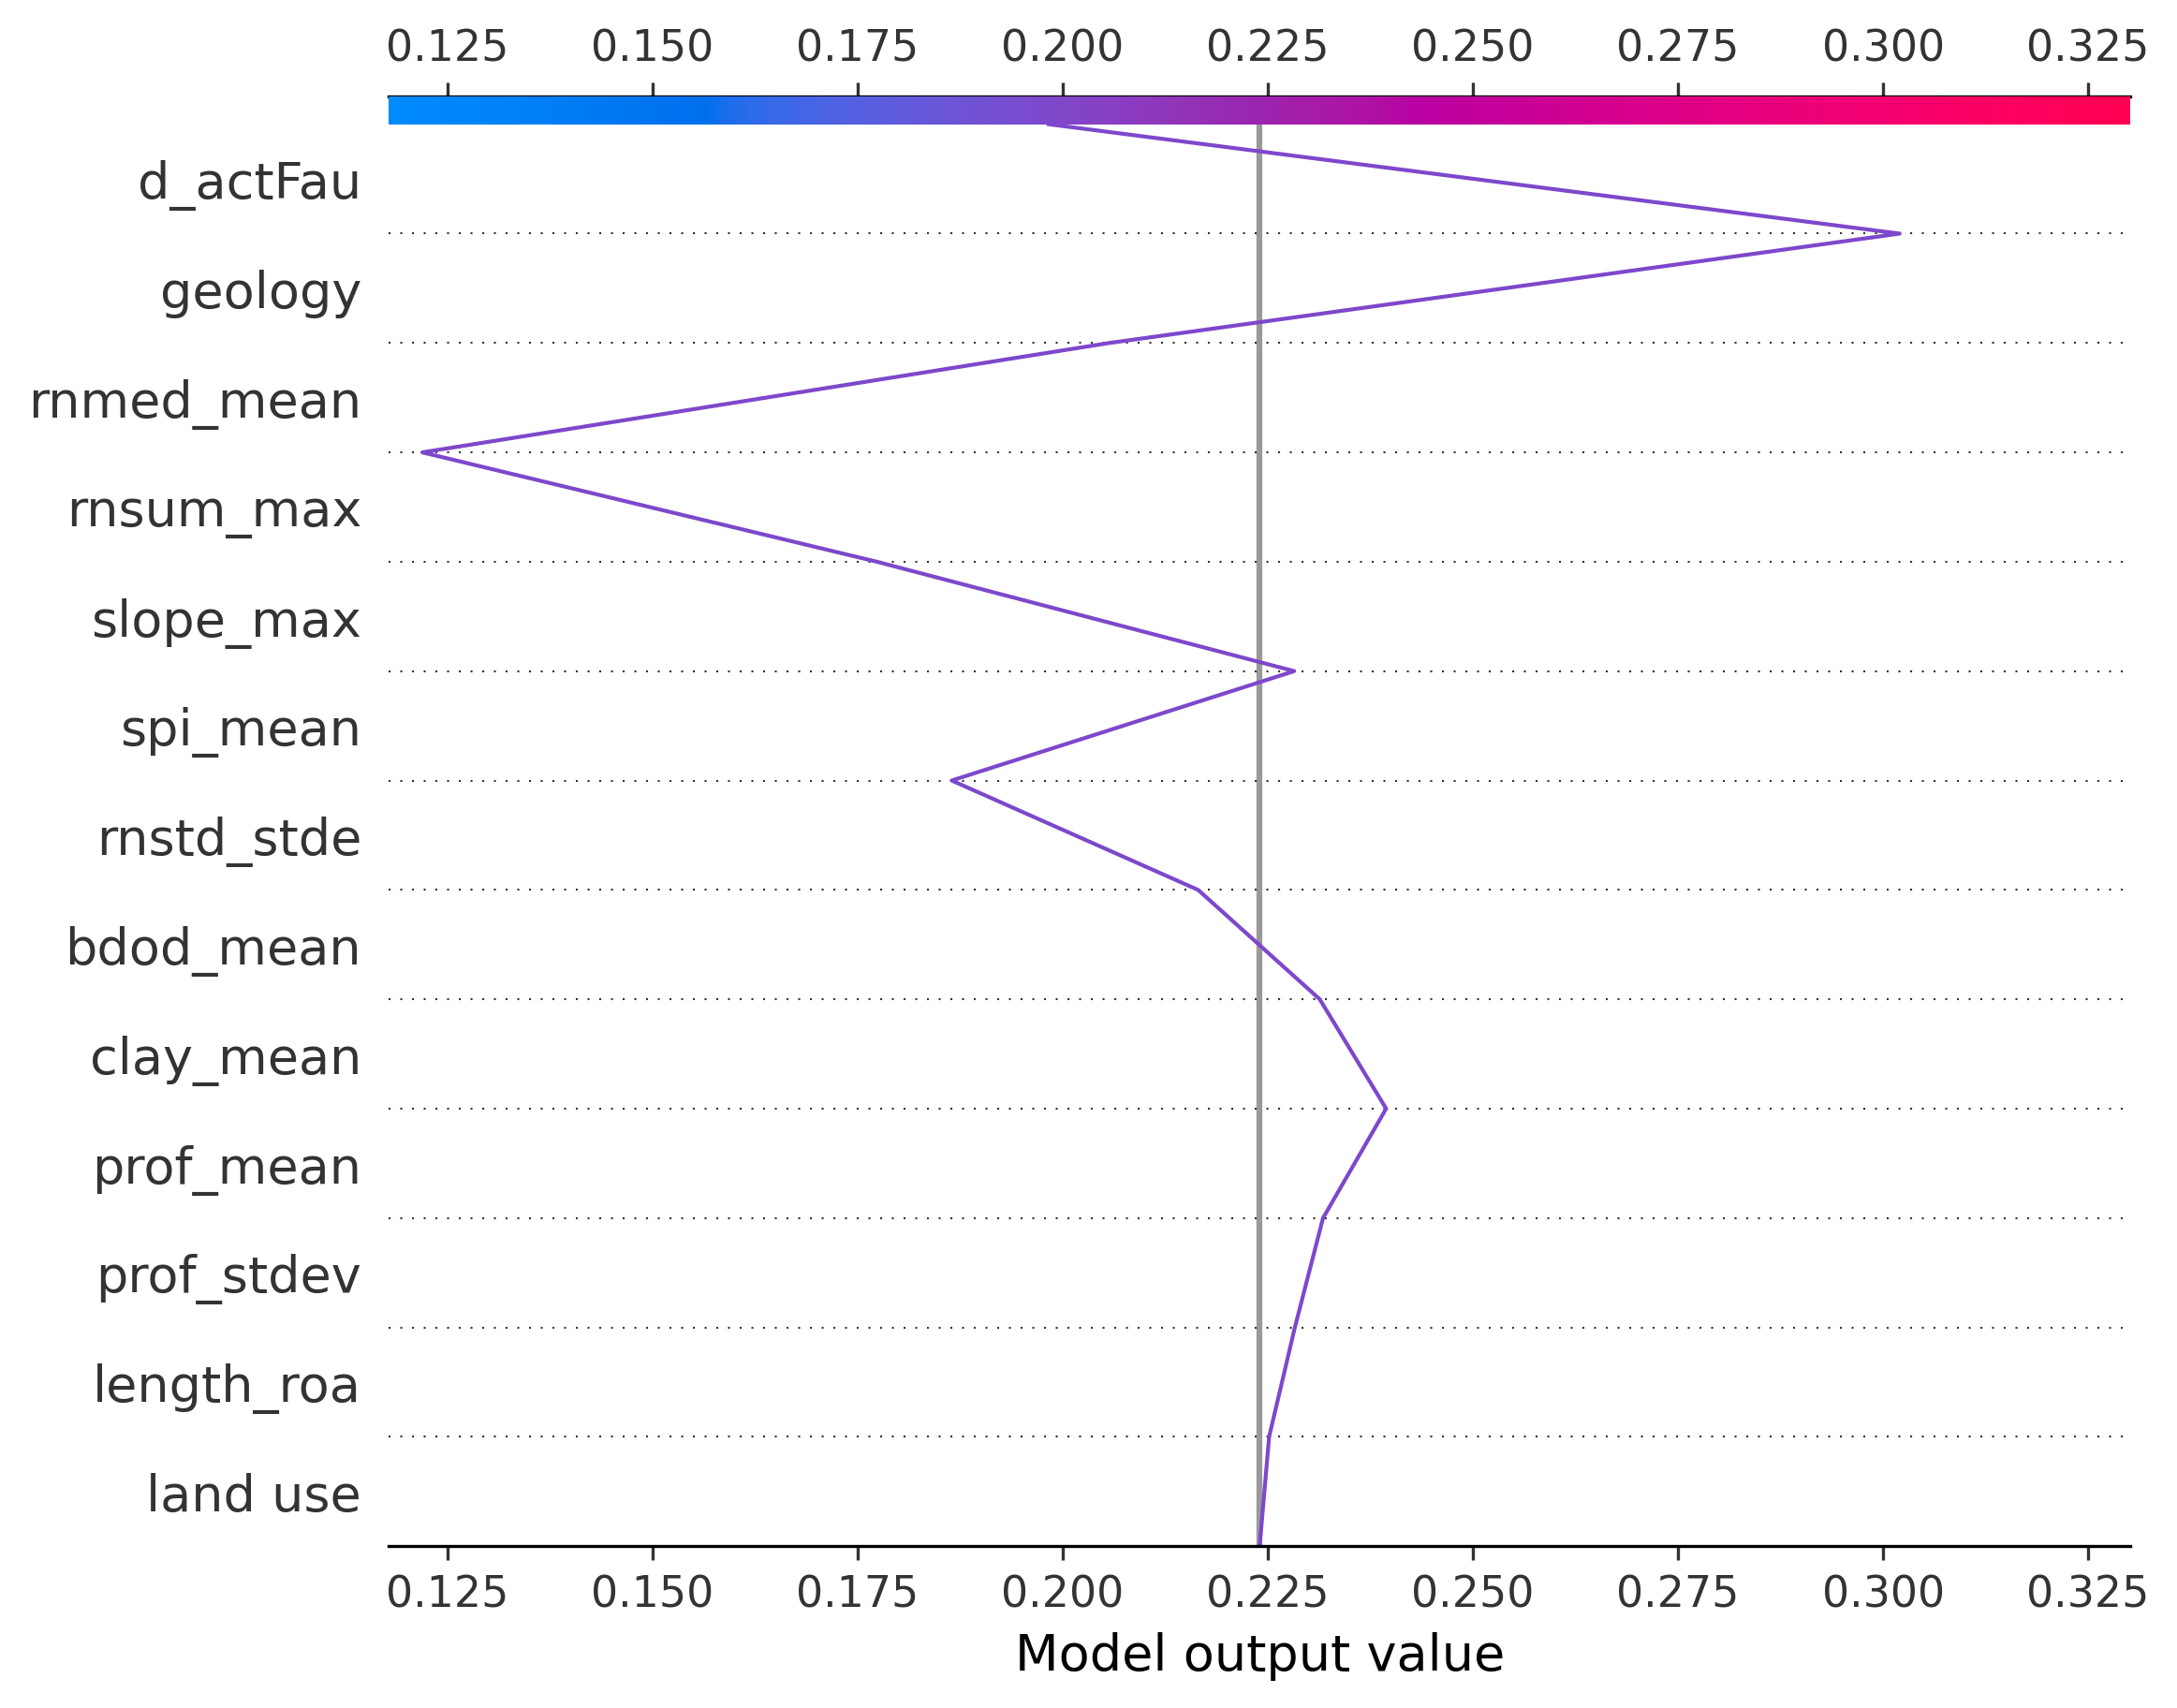 0.125 0.150 0.175 0.200 0.225 0.250 0.275 0.300 0.325
d_actFau
geology
rnmed_mean
rnsum_max
slope_max
spi_mean
rnstd_stde
bdod_mean
clay_mean
prof_mean
prof_stdev
length_roa
land use
0.125 0.150 0.175 0.200 0.225 0.250 0.275 0.300 0.325
Model output value